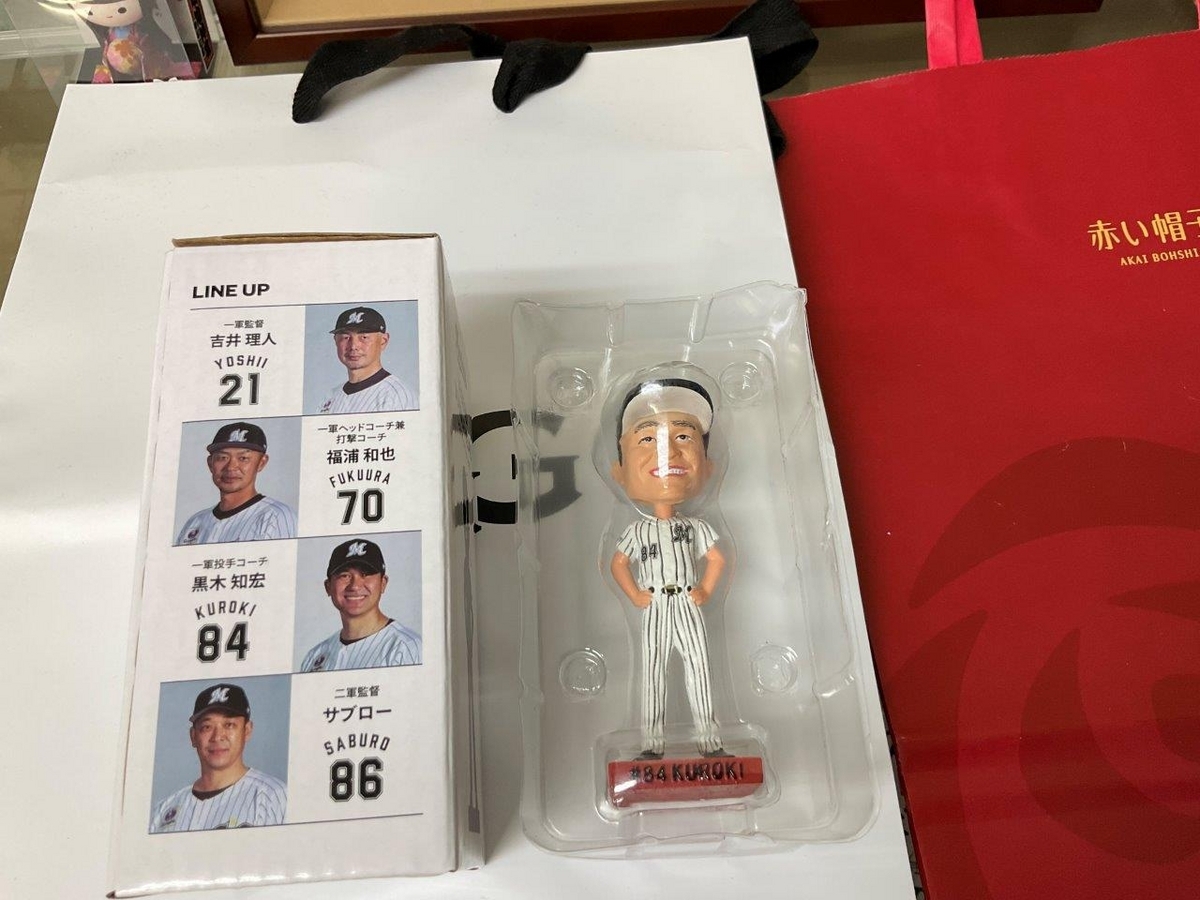 LINE UP
一軍監督
吉井 理人
YOSHII
21
一軍ヘッドコーチ兼
打撃コーチ
福浦 和也
FUKUURA
70
一軍投手コーチ
黒木 知宏
KUROKI
84
二軍監督
サブロー
SABURO
86
G
84
M
#84 KUROKI
赤い帽子
AKAI BOHSHI